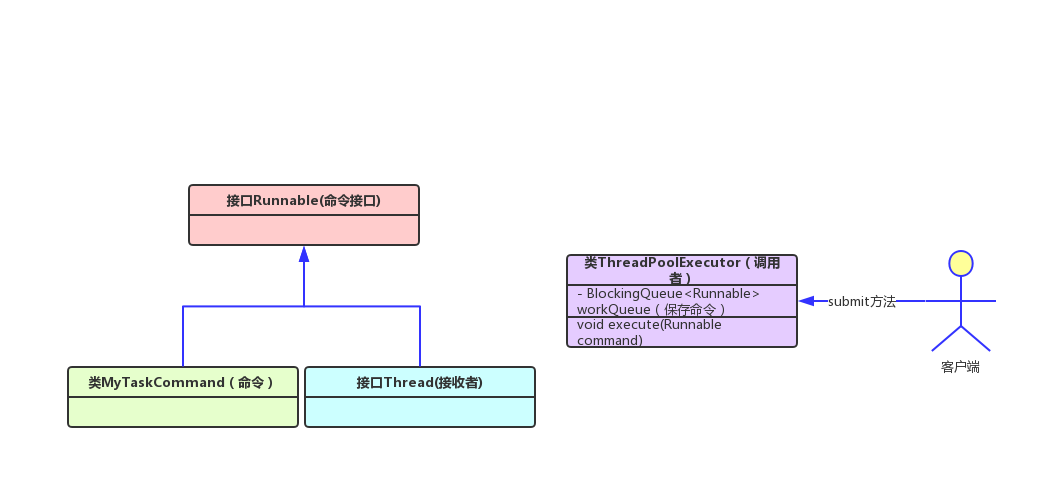 接口Runnable(命令接口)
类ThreadPoolExecutor（调用
者）
- BlockingQueue<Runnable>
workQueue（保存命令）
void execute(Runnable
command)
submit方法
客户端
类MyTaskCommand（命令）
接口Thread(接收者)